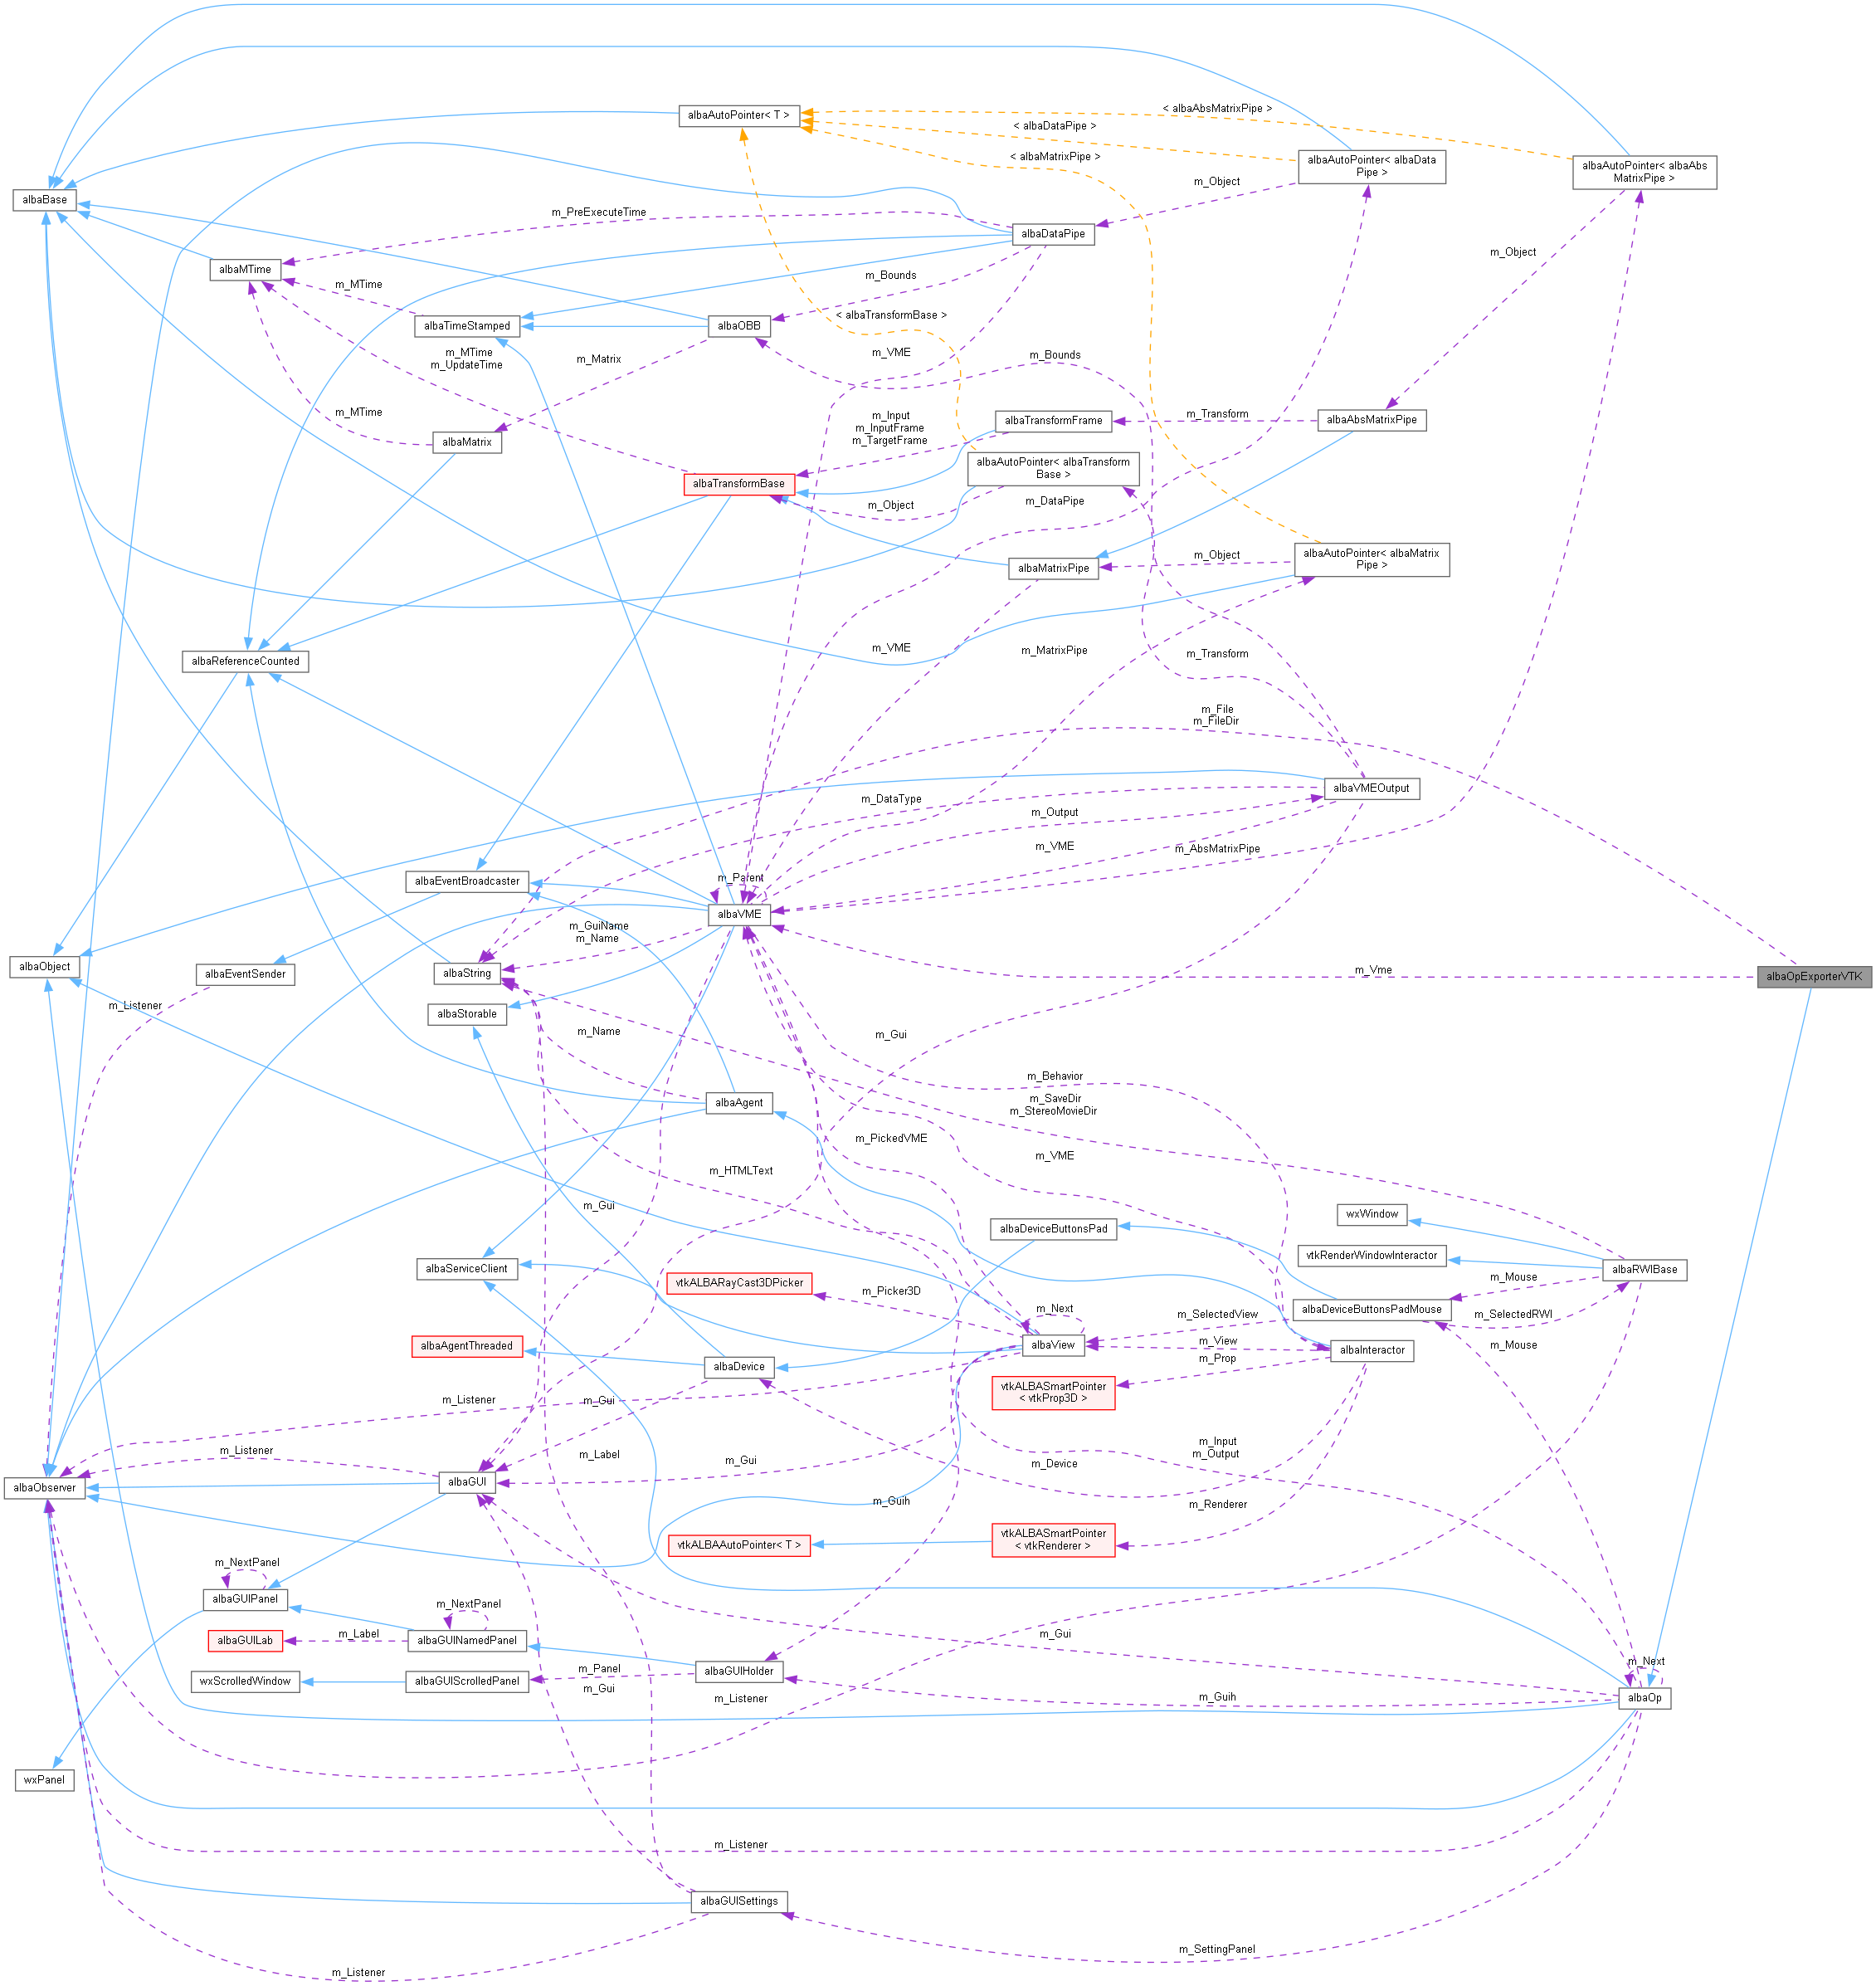 < albaAbsMatrixPipe >
albaAutoPointer< T >
< albaDataPipe >
< albaMatrixPipe >
albaAutoPointer< albaData
Pipe >
albaAutoPointer< albaAbs
MatrixPipe >
m_Object
albaBase
m_PreExecuteTime
albaDataPipe
m_Object
albaMTime
m_Bounds
m_MTime
< albaTransformBase >
albaTimeStamped
albaOBB
m_MTime
m_UpdateTime
m_Matrix
m_VME
m_Bounds
m_MTime
m_Input
m_InputFrame
m_TargetFrame
albaTransformFrame
m_Transform
albaAbsMatrixPipe
albaMatrix
albaAutoPointer< albaTransform
Base >
albaTransformBase
m_Object
m_DataPipe
albaMatrixPipe
m_Object
albaAutoPointer< albaMatrix
Pipe >
albaReferenceCounted
m_VME
m_MatrixPipe
m_Transform
m_File
m_FileDir
m_DataType
albaVMEOutput
m_Output
m_VME
m_AbsMatrixPipe
albaEventBroadcaster
m_Parent
albaVME
m_GuiName
m_Name
albaObject
albaEventSender
albaString
m_Vme
albaOpExporterVTK
m_Listener
albaStorable
m_Name
m_Gui
m_Behavior
albaAgent
m_SaveDir
m_StereoMovieDir
m_PickedVME
m_VME
m_HTMLText
m_Gui
albaDeviceButtonsPad
wxWindow
albaServiceClient
vtkALBARayCast3DPicker
vtkRenderWindowInteractor
albaRWIBase
m_Picker3D
m_Mouse
m_Next
m_SelectedView
albaDeviceButtonsPadMouse
m_SelectedRWI
albaAgentThreaded
albaView
m_View
albaInteractor
m_Mouse
albaDevice
m_Prop
vtkALBASmartPointer
< vtkProp3D >
m_Listener
m_Gui
m_Listener
m_Label
m_Gui
m_Device
m_Input
m_Output
albaObserver
albaGUI
m_Guih
m_Renderer
vtkALBAAutoPointer< T >
vtkALBASmartPointer
< vtkRenderer >
m_NextPanel
albaGUIPanel
m_NextPanel
albaGUILab
m_Label
albaGUINamedPanel
m_Gui
m_Next
wxScrolledWindow
albaGUIScrolledPanel
m_Panel
m_Gui
albaGUIHolder
m_Listener
m_Guih
albaOp
wxPanel
m_Listener
albaGUISettings
m_SettingPanel
m_Listener